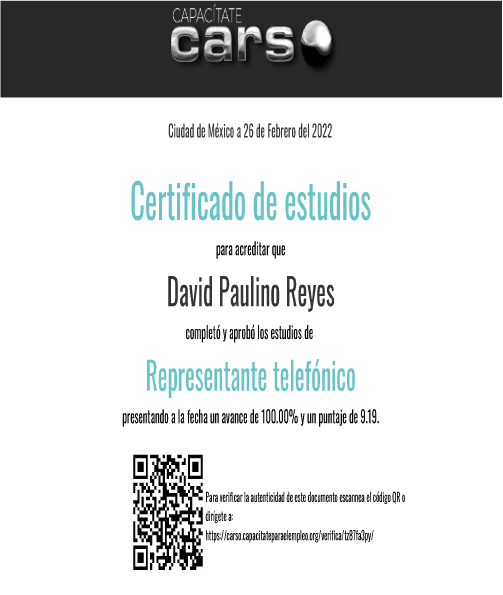 CAPACÍTATE
carso
Ciudad de México a 26 de Febrero del 2022
Certificado de estudios
para acreditar que
David Paulino Reyes
completó y aprobó los estudios de
Representante telefónico
presentando a la fecha un avance de 100.00% y un puntaje de 9.19.
Para verificar la autenticidad de este documento escarnea el código QR o
dirígete a:
https://carso.capacitateparaelempleo.org/verifica/tz87fa3py/